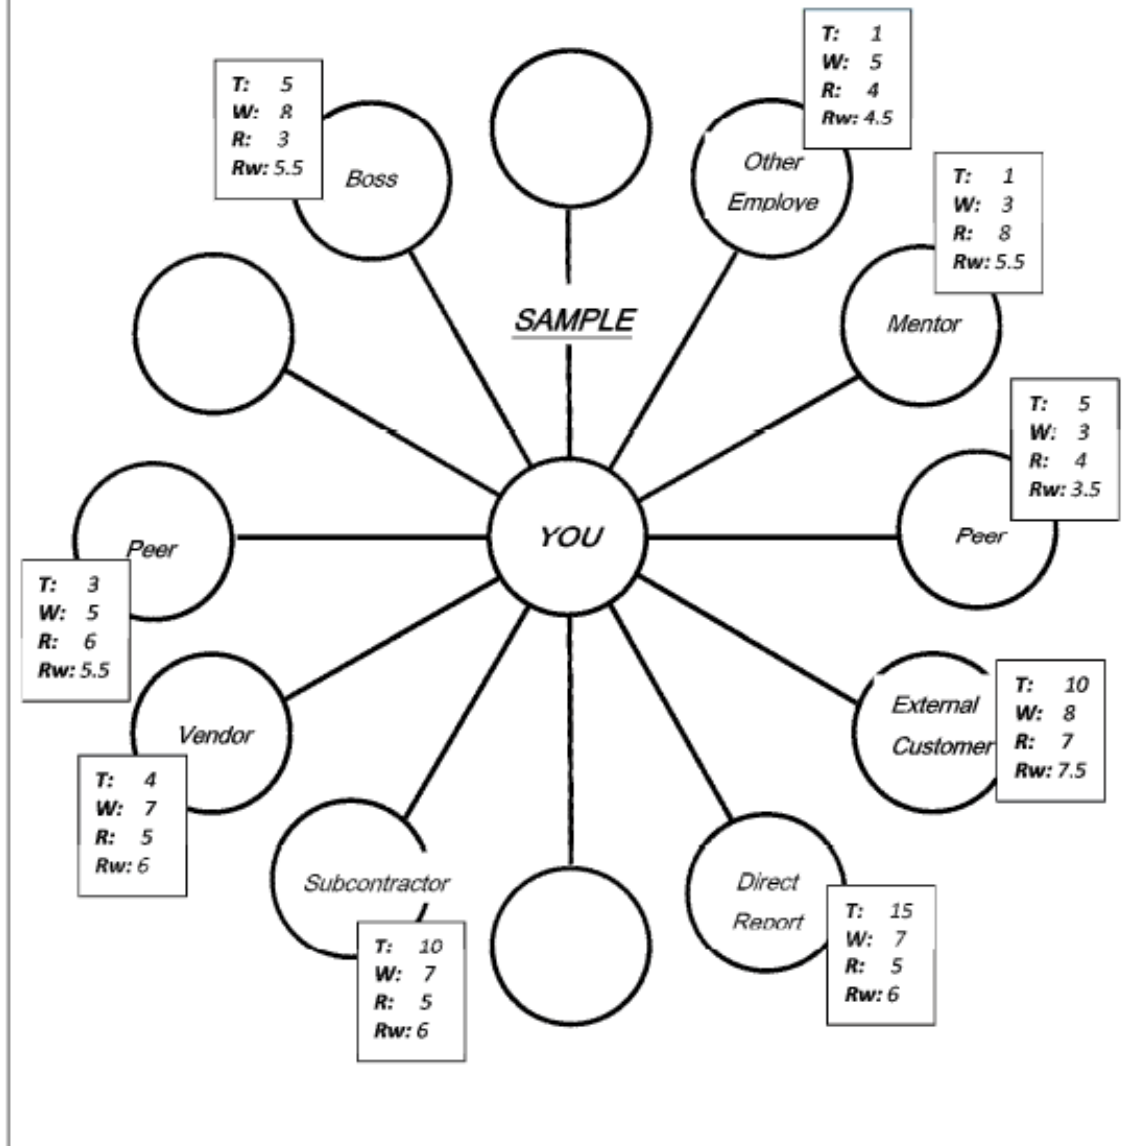 T: 5
W: 8
R: 3
Rw: 5.5
Boss
T: 1
W: 5
R: 4
Rw: 4.5
Other
Employe
T: 1
W: 3
R: 8
Rw: 5.5
Mentor
SAMPLE
T: 5
W: 3
R: 4
Rw: 3.5
Peer
YOU
Peer
T: 3
W: 5
R: 6
Rw: 5.5
External
Customer
T: 10
W: 8
R: 7
Rw: 7.5
Vendor
T: 4
W: 7
R: 5
Rw: 6
Subcontractor
T: 10
W: 7
R: 5
Rw: 6
Direct
Report
T: 15
W: 7
R: 5
Rw: 6